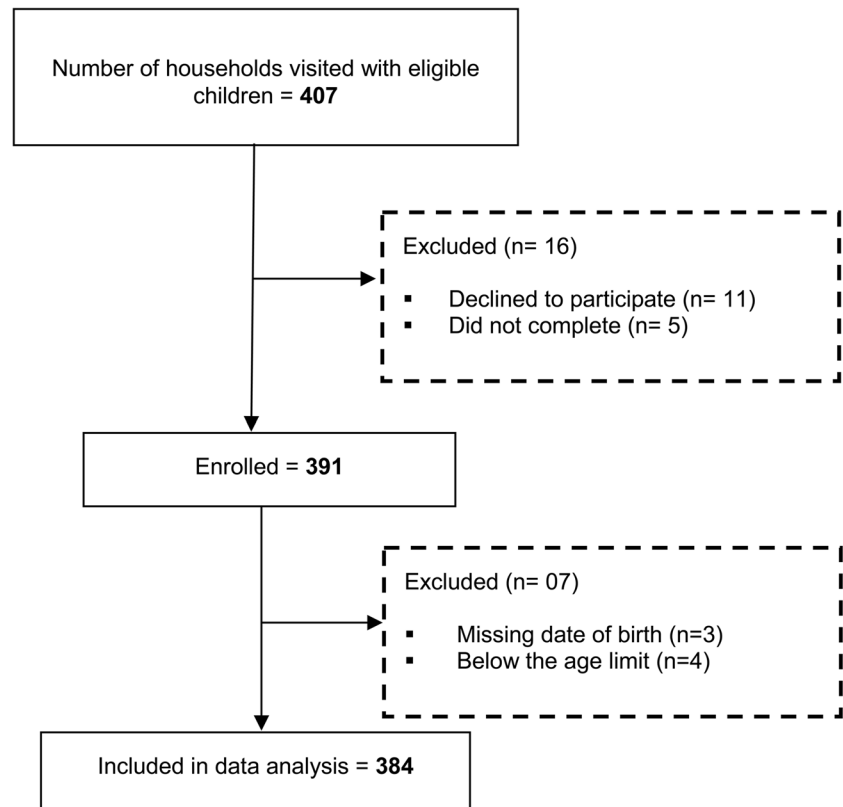 Number of households visited with eligible
children = 407
Excluded (n= 16)
▪ Declined to participate (n= 11)
▪ Did not complete (n= 5)
Enrolled = 391
Excluded (n= 07)
▪ Missing date of birth (n=3)
▪ Below the age limit (n=4)
Included in data analysis = 384